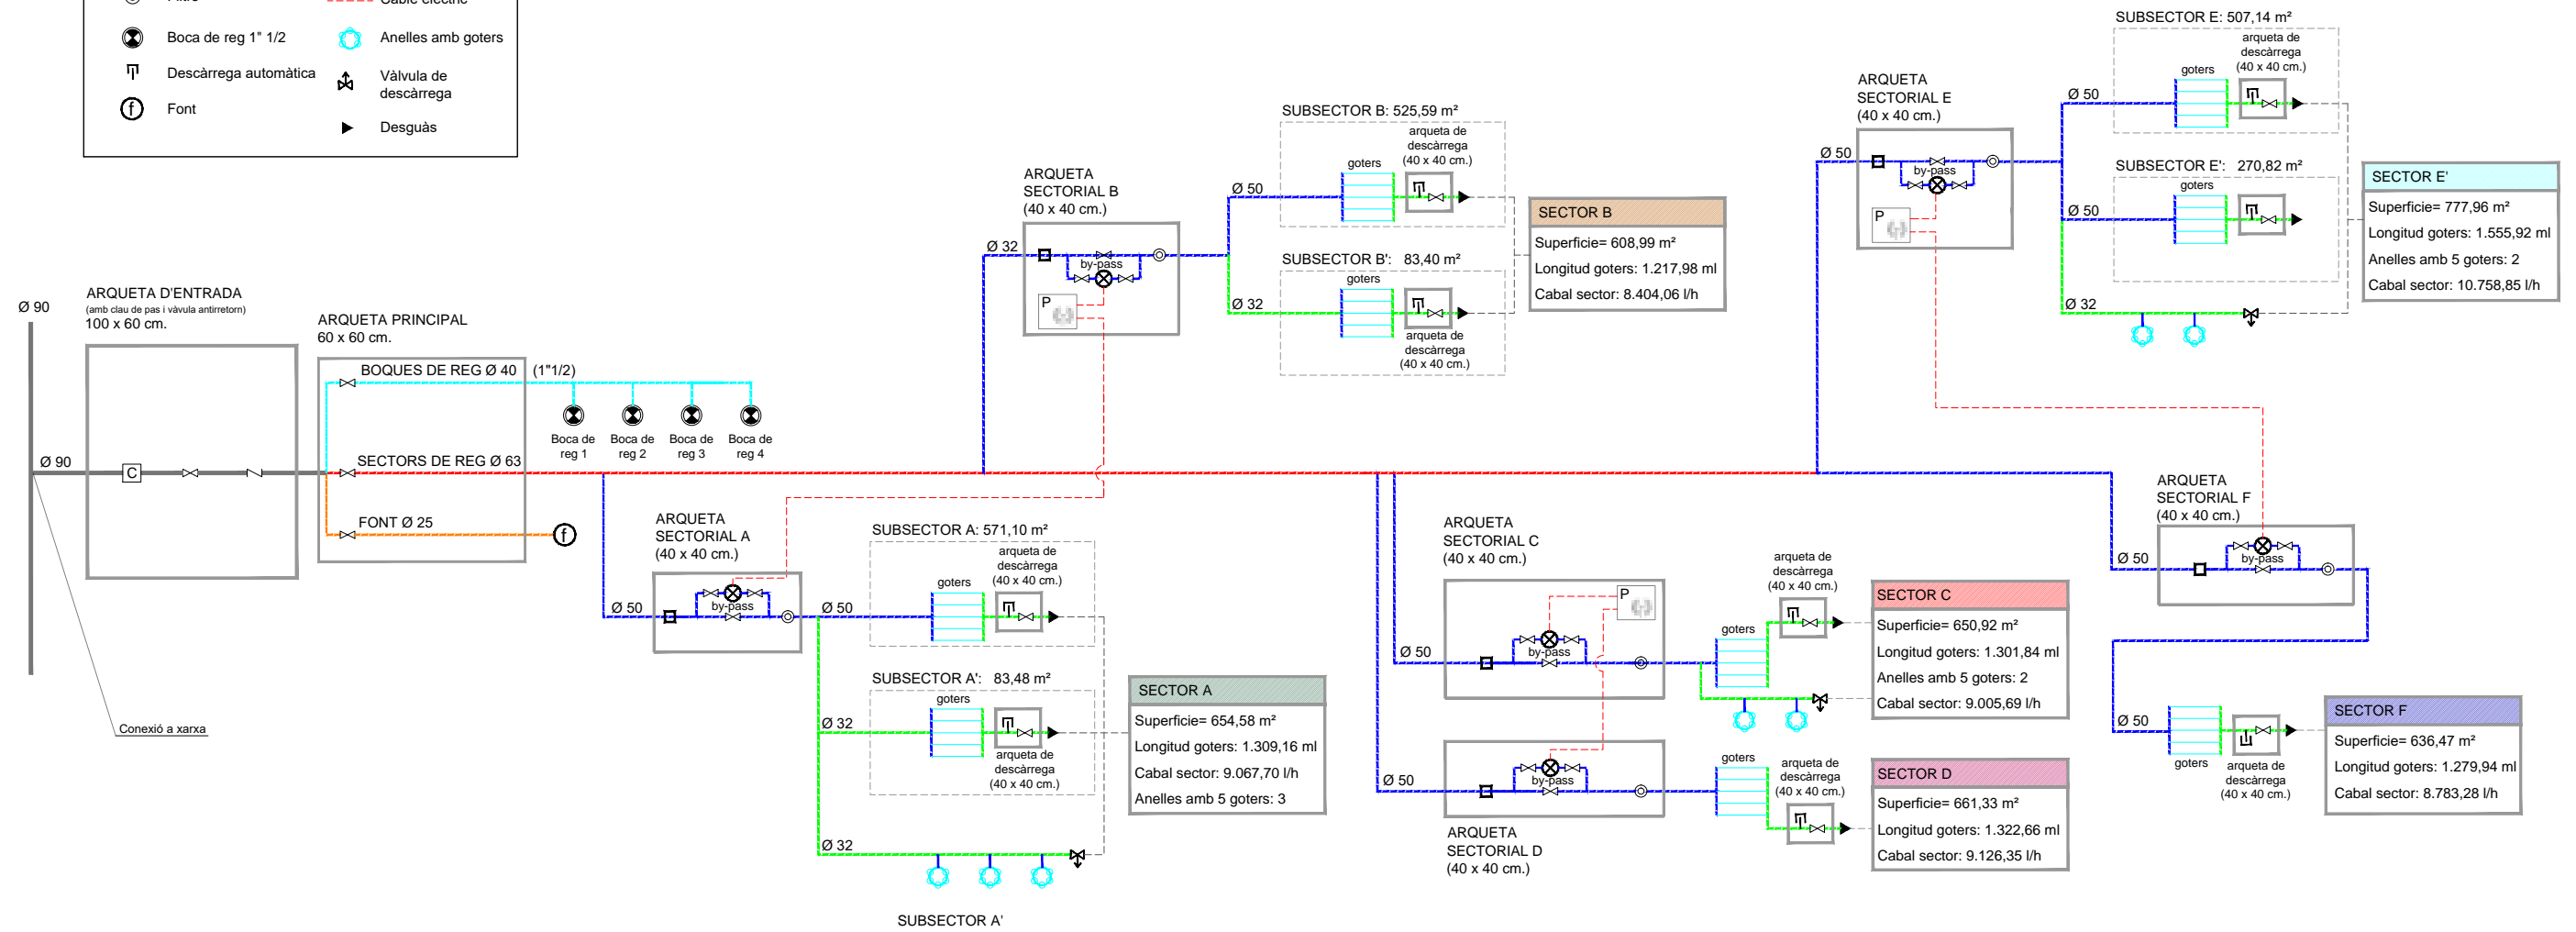 Boca de reg 1" 1/2
Descàrrega automàtica
Font
Cable elèctric
Anelles amb goters
Vàlvula de
descàrrega
Desguàs
Ø 90
ARQUETA D'ENTRADA
(amb clau de pas i vàvula antirretorn)
100 x 60 cm.
Ø 90
C
Conexió a xarxa
ARQUETA PRINCIPAL
60 x 60 cm.
BOQUES DE REG Ø 40 (1"1/2)
SECTORS DE REG Ø 63
FONT Ø 25
f
Boca de
reg 1
Boca de
reg 2
Boca de
reg 3
Boca de
reg 4
ARQUETA
SECTORIAL A
(40 x 40 cm.)
Ø 50
by-pass
Ø 50
SUBSECTOR A: 571,10 m²
goters
arqueta de
descàrrega
(40 x 40 cm.)
SUBSECTOR A': 83,48 m²
goters
Ø 32
arqueta de
descàrrega
(40 x 40 cm.)
Ø 32
SUBSECTOR A'
SECTOR A
Superficie= 654,58 m²
Longitud goters: 1.309,16 ml
Cabal sector: 9.067,70 l/h
Anelles amb 5 goters: 3
ARQUETA
SECTORIAL B
(40 x 40 cm.)
Ø 32
by-pass
P
SUBSECTOR B: 525,59 m²
arqueta de
descàrrega
(40 x 40 cm.)
goters
Ø 50
SUBSECTOR B': 83,40 m²
goters
Ø 32
arqueta de
descàrrega
(40 x 40 cm.)
SECTOR B
Superficie= 608,99 m²
Longitud goters: 1.217,98 ml
Cabal sector: 8.404,06 l/h
ARQUETA
SECTORIAL C
(40 x 40 cm.)
Ø 50
by-pass
P
goters
arqueta de
descàrrega
(40 x 40 cm.)
SECTOR C
Superficie= 650,92 m²
Longitud goters: 1.301,84 ml
Anelles amb 5 goters: 2
Cabal sector: 9.005,69 l/h
Ø 50
by-pass
ARQUETA
SECTORIAL D
(40 x 40 cm.)
goters
arqueta de
descàrrega
(40 x 40 cm.)
SECTOR D
Superficie= 661,33 m²
Longitud goters: 1.322,66 ml
Cabal sector: 9.126,35 l/h
ARQUETA
SECTORIAL E
(40 x 40 cm.)
Ø 50
by-pass
P
SUBSECTOR E: 507,14 m²
arqueta de
descàrrega
(40 x 40 cm.)
goters
Ø 50
SUBSECTOR E': 270,82 m²
goters
Ø 50
Ø 32
SECTOR E'
Superficie= 777,96 m²
Longitud goters: 1.555,92 ml
Anelles amb 5 goters: 2
Cabal sector: 10.758,85 l/h
ARQUETA
SECTORIAL F
(40 x 40 cm.)
Ø 50
by-pass
Ø 50
goters
arqueta de
descàrrega
(40 x 40 cm.)
SECTOR F
Superficie= 636,47 m²
Longitud goters: 1.279,94 ml
Cabal sector: 8.783,28 l/h